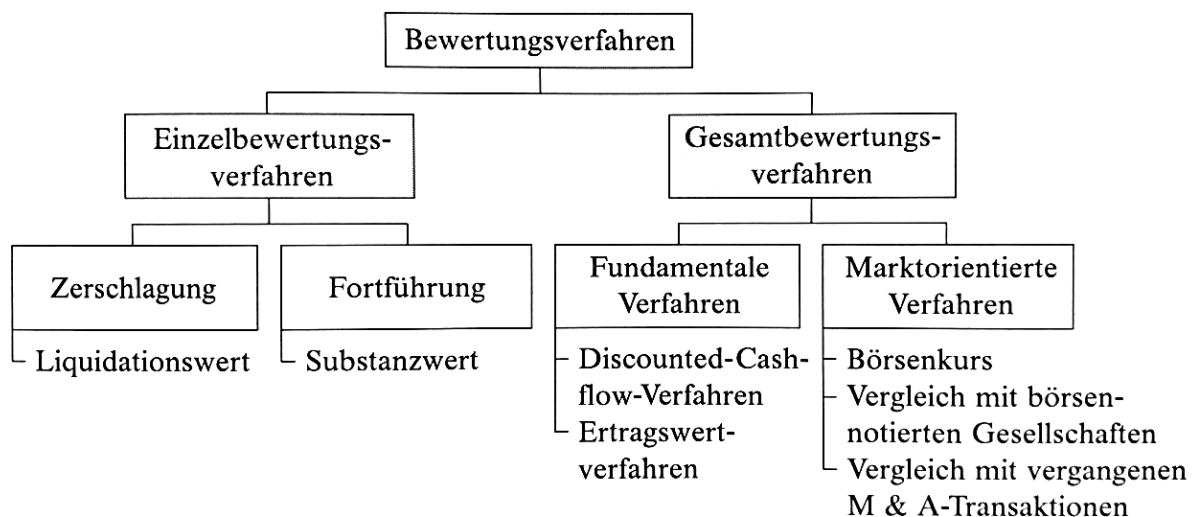 Bewertungsverfahren
Einzelbewertungs-
verfahren
Gesamtbewertungs-
verfahren
Zerschlagung
Fortführung
Fundamentale
Verfahren
Marktorientierte
Verfahren
Liquidationswert
Substanzwert
Discounted-Cash-
flow-Verfahren
Ertragswert-
verfahren
Börsenkurs
Vergleich mit börsen-
notierten Gesellschaften
Vergleich mit vergangenen
M & A-Transaktionen